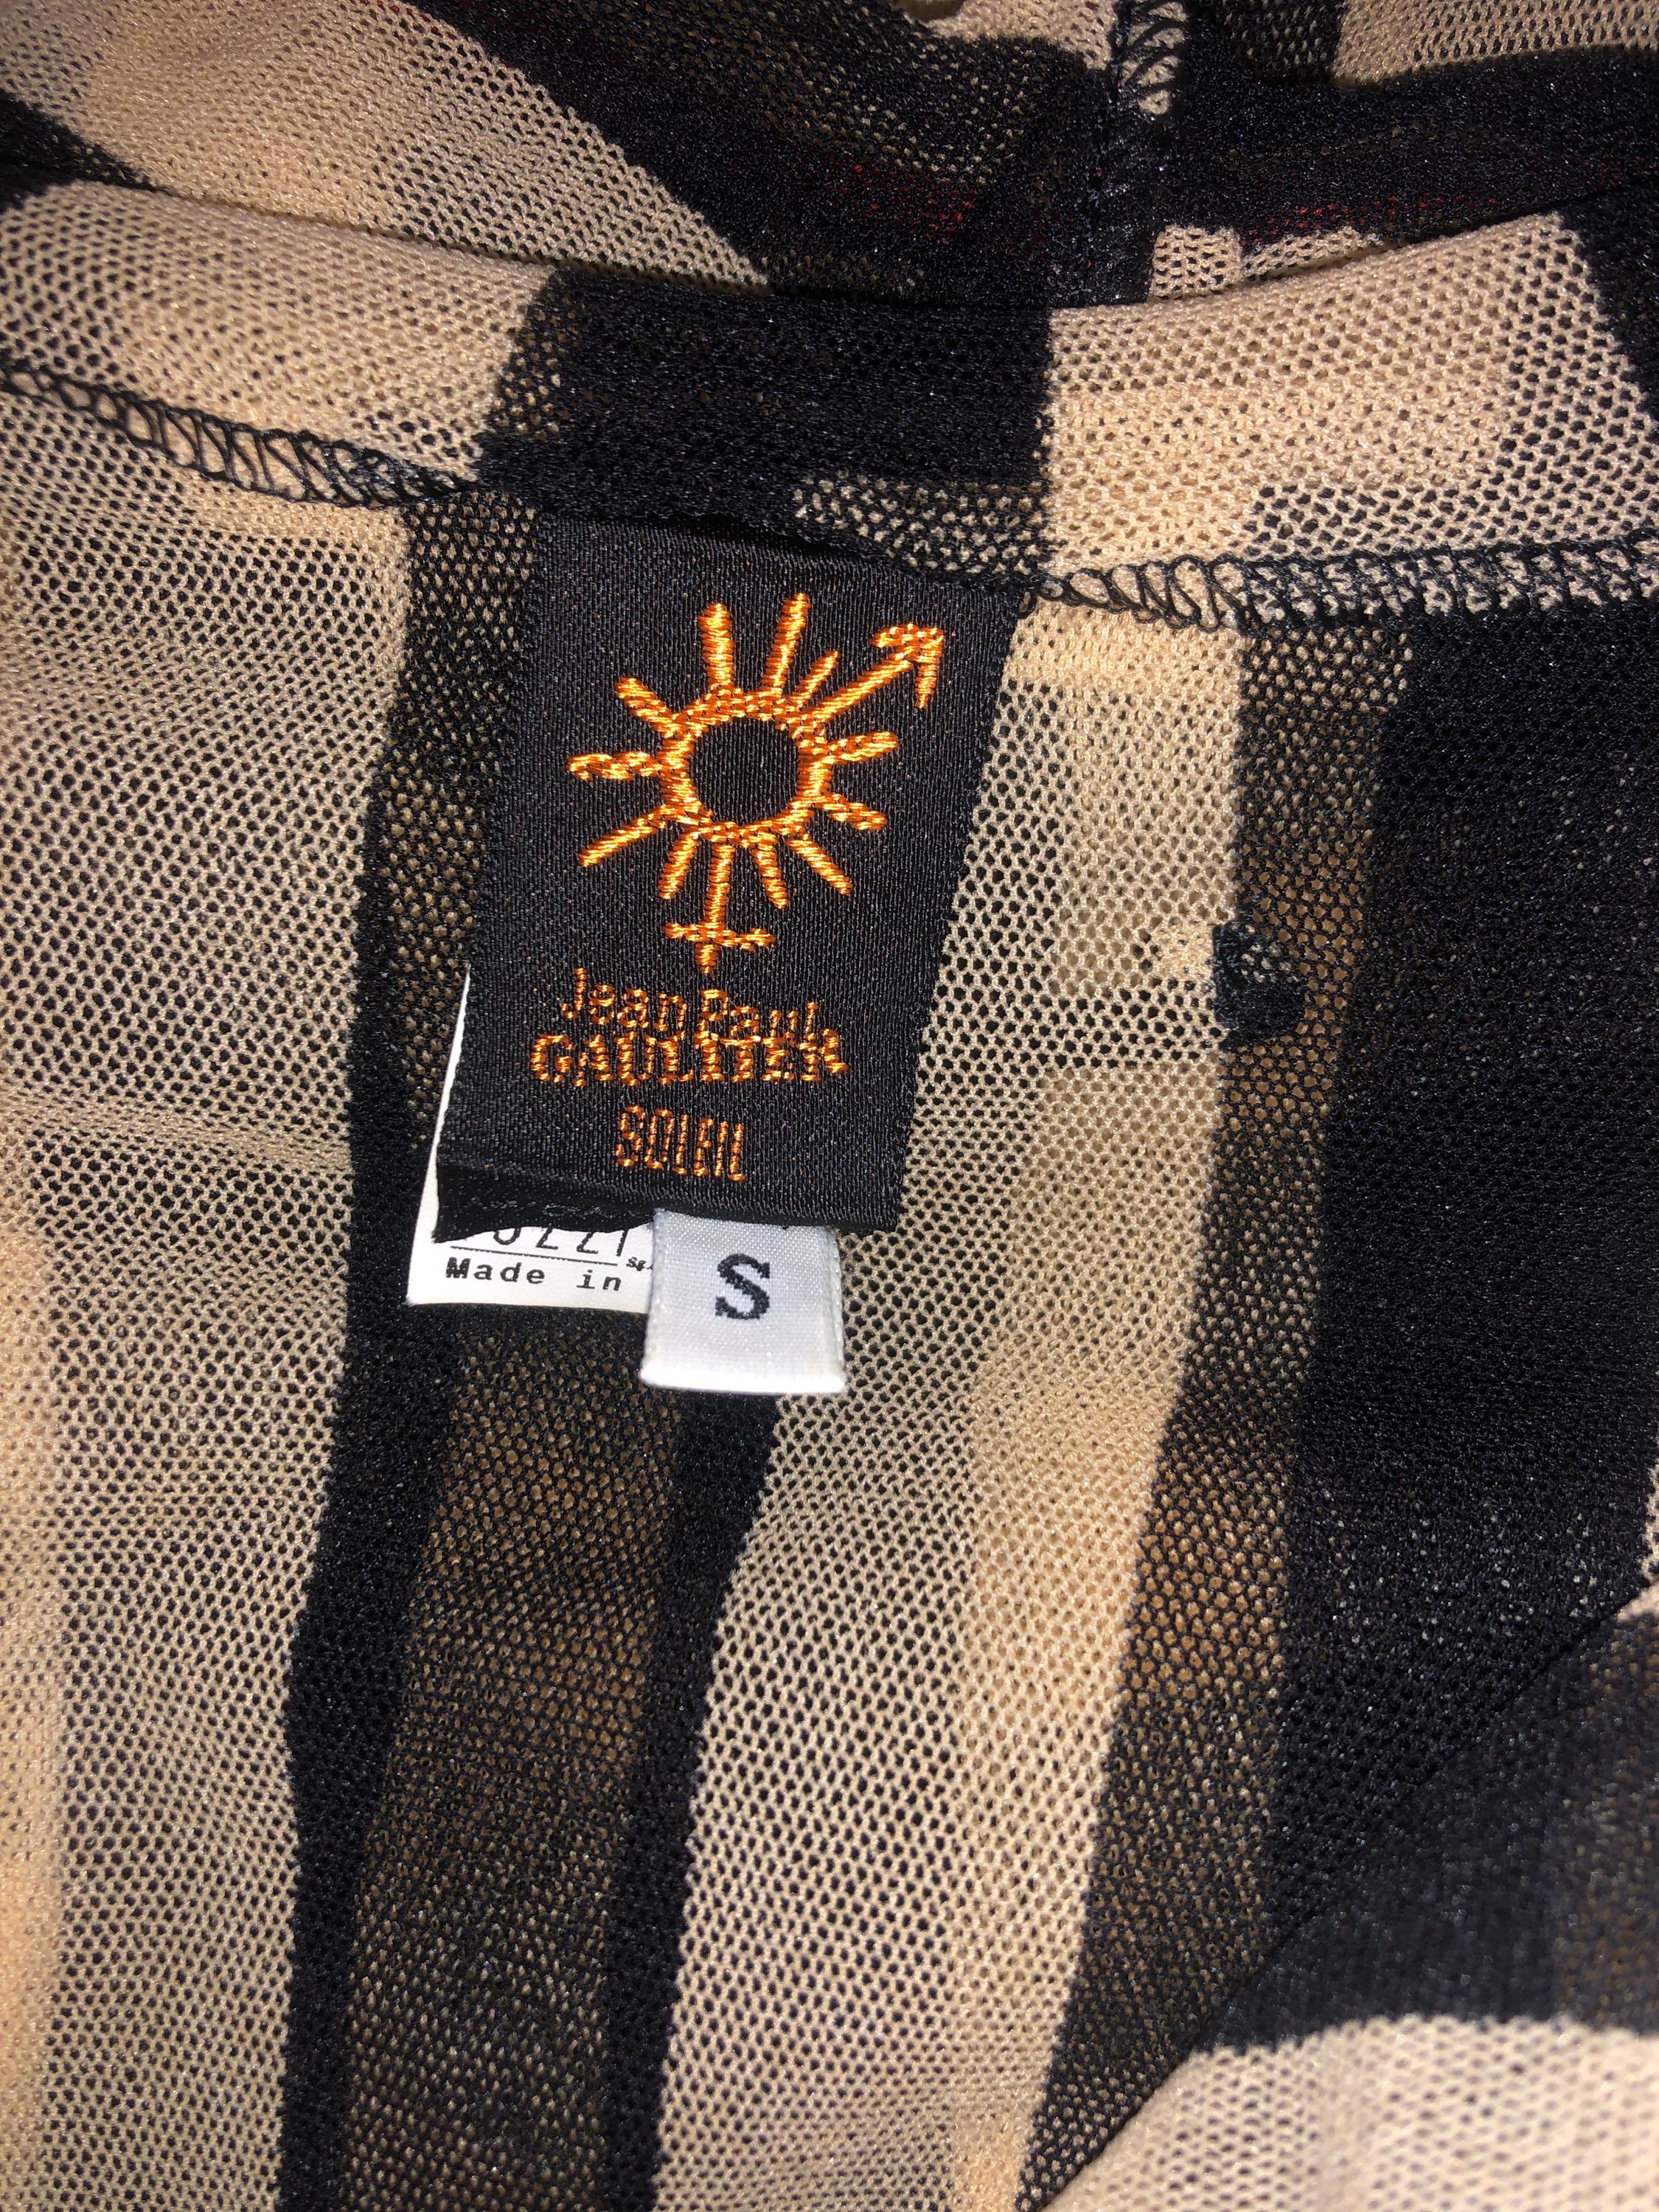 Jean Paul
GAULTIER
SOLEIL
Made in
S